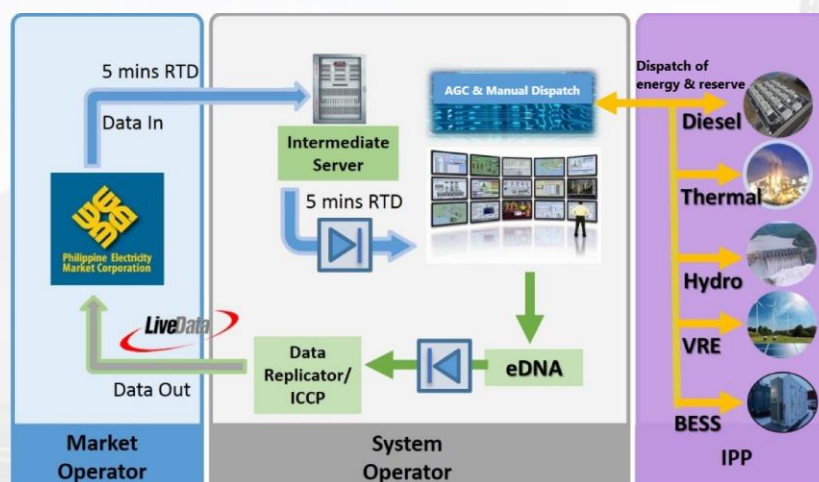 5 mins RTD
Data In
Philippine Electricity
Market Corporation
LiveData
Data Out
Market
Operator
Intermediate
Server
5 mins RTD
AGC & Manual Dispatch
eDNA
Data
Replicator/
ICCP
System
Operator
Dispatch of
energy & reserve
Diesel
Thermal
Hydro
VRE
BESS
IPP